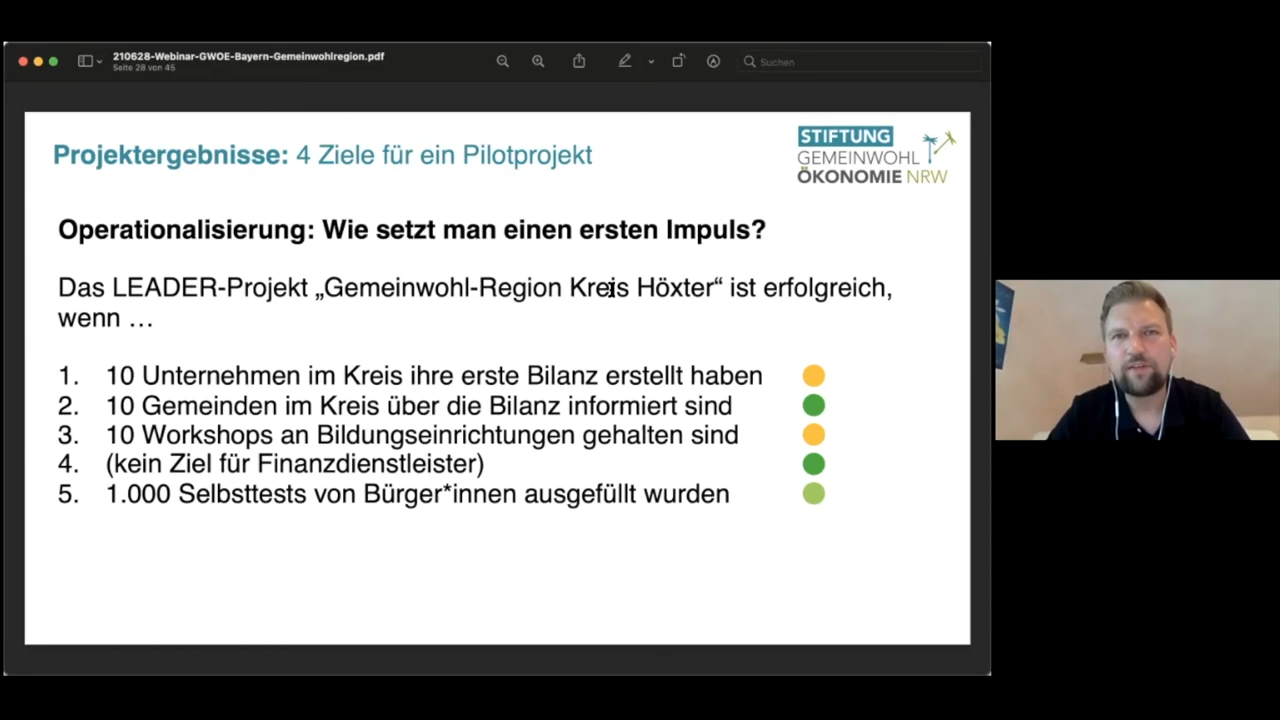 210628-Webinar-GWOE-Bayern-Gemeinwohlregion.pdf
Seite 28 von 45
Suchen
Projektergebnisse: 4 Ziele für ein Pilotprojekt
STIFTUNG
GEMEINWOHL
ÖKONOMIE NRW
Operationalisierung: Wie setzt man einen ersten Impuls?
Das LEADER-Projekt „Gemeinwohl-Region Kreis Höxter“ ist erfolgreich,
wenn …
1. 10 Unternehmen im Kreis ihre erste Bilanz erstellt haben
2. 10 Gemeinden im Kreis über die Bilanz informiert sind
3. 10 Workshops an Bildungseinrichtungen gehalten sind
4. (kein Ziel für Finanzdienstleister)
5. 1.000 Selbsttests von Bürger*innen ausgefüllt wurden